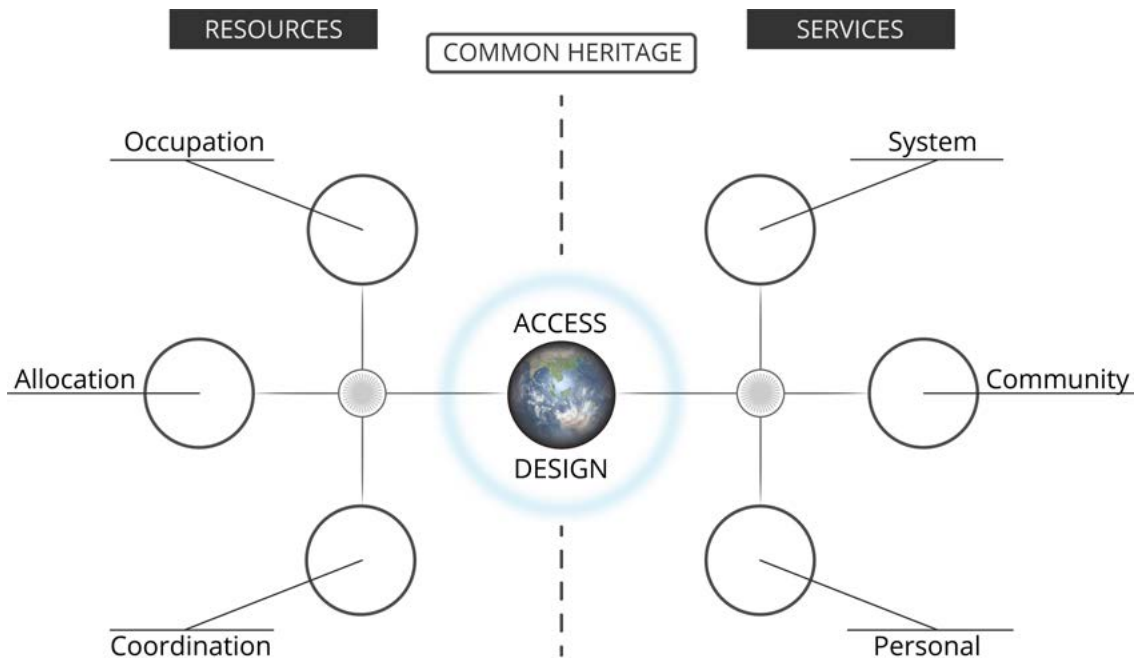 RESOURCES
COMMON HERITAGE
SERVICES
Occupation
System
ACCESS
Allocation
Community
DESIGN
Coordination
Personal